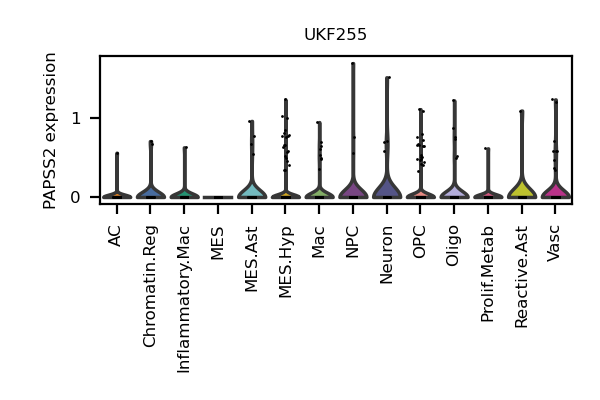 UKF255
PAPSS2 expression
1
0
AC
Chromatin.Reg
Inflammatory.Mac
MES
MES.Ast
MES.Hyp
Mac
NPC
Neuron
OPC
Oligo
Prolif.Metab
Reactive.Ast
Vasc